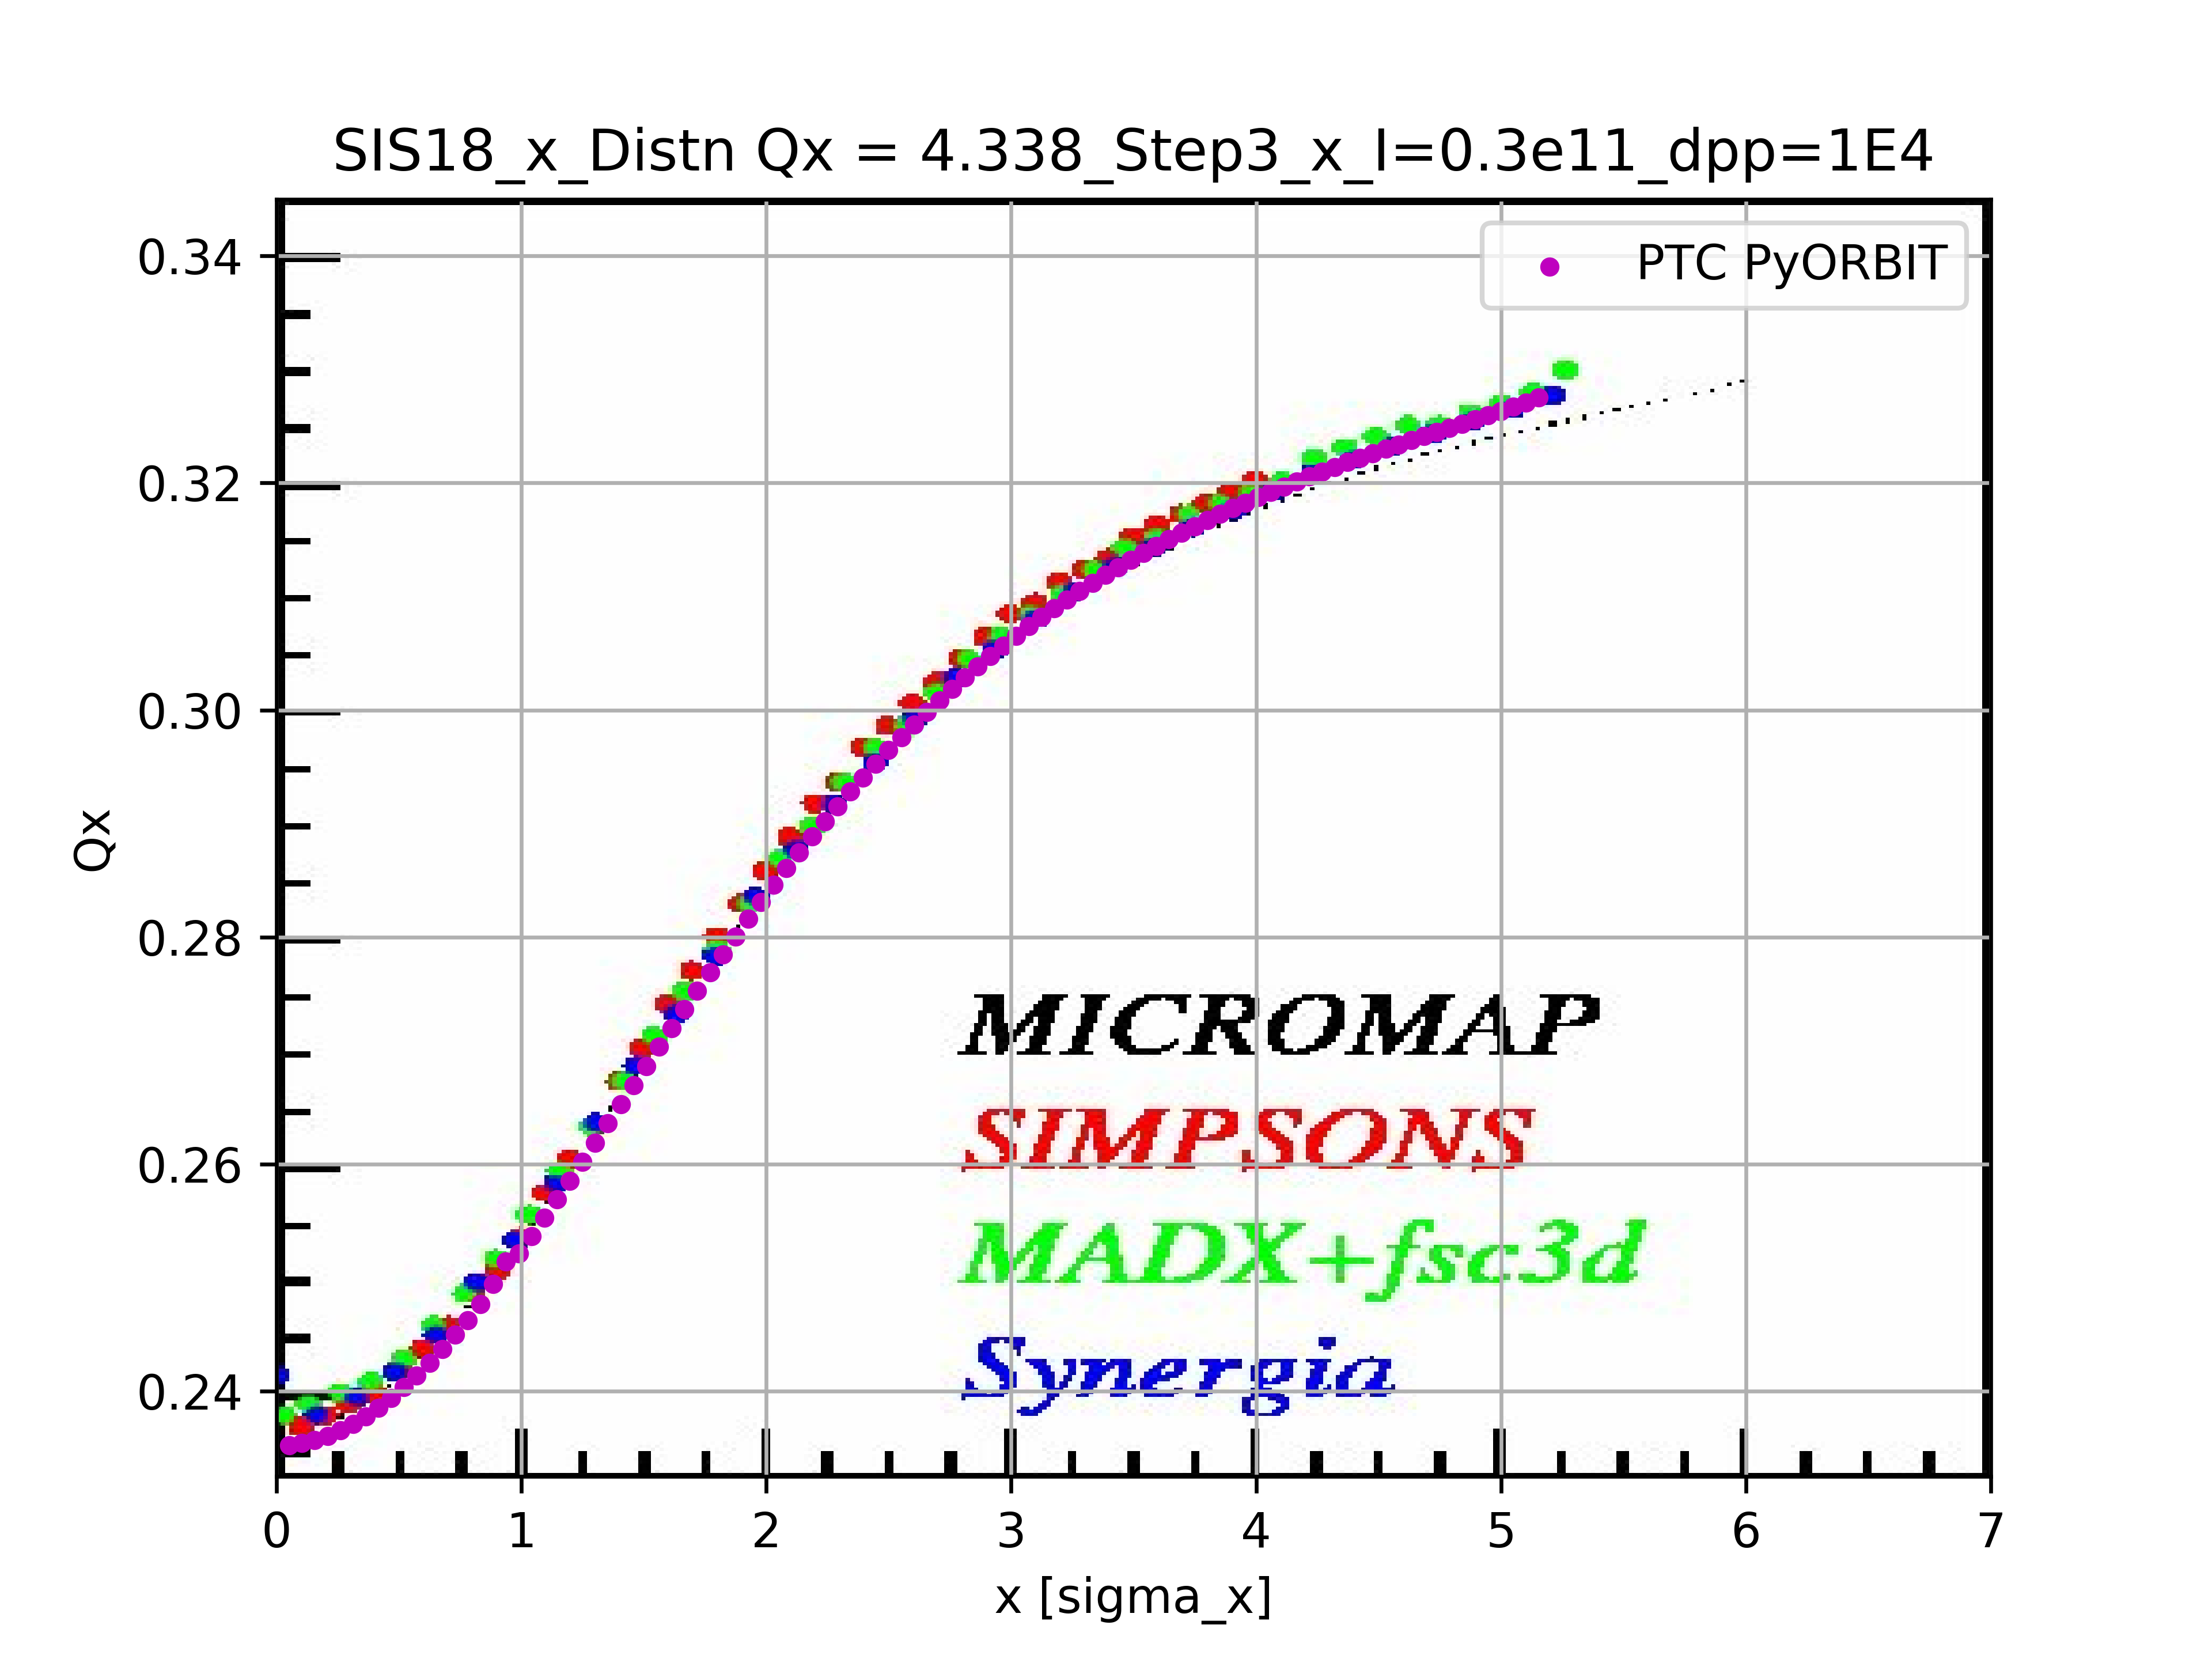 SIS18_x_Distn Qx = 4.338_Step3_x_I=0.3e11_dpp=1E4
PTC PyORBIT
0.34
0.32
0.30
0.28
0.26
0.24
Qx
MICROMAP
SIMPSONS
MADX+fsc3d
Synergia
0 1 2 3 4 5 6 7
x [sigma_x]